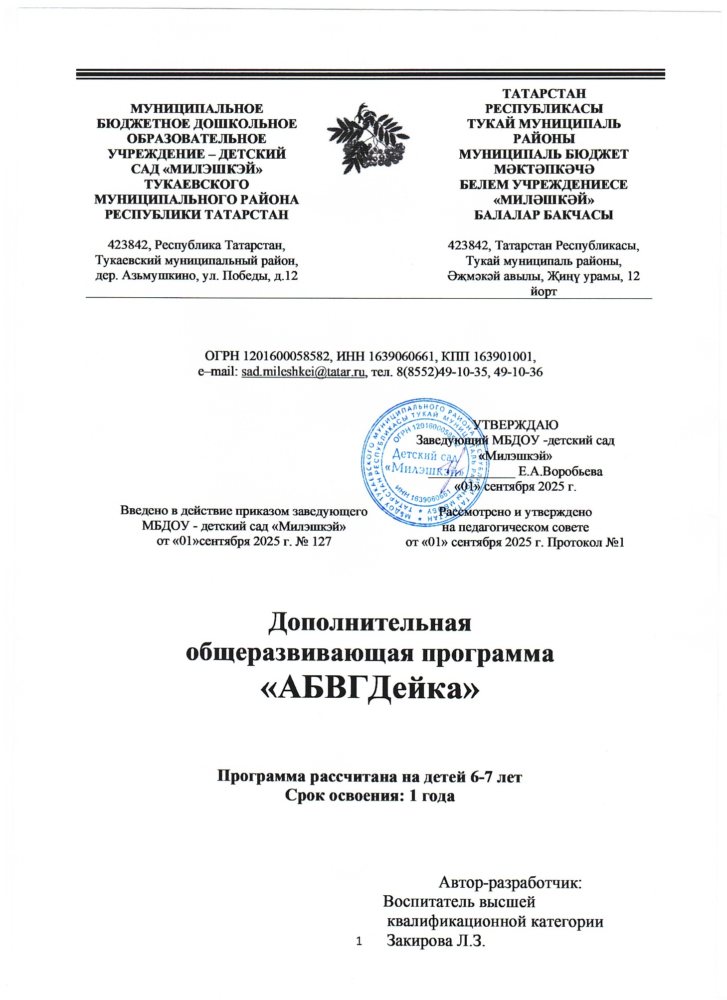 МУНИЦИПАЛЬНОЕ
БЮДЖЕТНОЕ ДОШКОЛЬНОЕ
ОБРАЗОВАТЕЛЬНОЕ
УЧРЕЖДЕНИЕ – ДЕТСКИЙ
САД «МИЛЭШКЭЙ»
ТУКАЕВСКОГО
МУНИЦИПАЛЬНОГО РАЙОНА
РЕСПУБЛИКИ ТАТАРСТАН
423842, Республика Татарстан,
Тукаевский муниципальный район,
дер. Азьмушкино, ул. Победы, д.12
ТАТАРСТАН
РЕСПУБЛИКАСЫ
ТУКАЙ МУНИЦИПАЛЬ
РАЙОНЫ
МУНИЦИПАЛЬ БЮДЖЕТ
МӘКТӘПКӘЧӘ
БЕЛЕМ УЧРЕЖДЕНИЕСЕ
«МИЛӘШКӘЙ»
БАЛАЛАР БАКЧАСЫ
423842, Татарстан Республикасы,
Тукай муниципаль районы,
Әҗмәкәй авылы, Җиңү урамы, 12
йорт
ОГРН 1201600058582, ИНН 1639060661, КПП 163901001,
e–mail: sad.mileshkei@tatar.ru, тел. 8(8552)49-10-35, 49-10-36
УТВЕРЖДАЮ
Заведующий МБДОУ -детский сад
«Милэшкэй»
_____________ Е.А.Воробьева
«01» сентября 2025 г.
МБДОУ ТУКАЕВСКОГО МУНИЦИПАЛЬНОГО РАЙОНА РЕСПУБЛИКИ ТАТАРСТАН
ТАТАРСТАН РЕСПУБЛИКАСЫ ТУКАЙ МУНИЦИПАЛЬ РАЙОНЫ МБМБУ
ОГРН 1201600058582
Детский сад
«Милэшкэй»
ИНН 1639060661
Введено в действие приказом заведующего
МБДОУ - детский сад «Милэшкэй»
от «01»сентября 2025 г. № 127
Рассмотрено и утверждено
на педагогическом совете
от «01» сентября 2025 г. Протокол №1
Дополнительная
общеразвивающая программа
«АБВГДейка»
Программа рассчитана на детей 6-7 лет
Срок освоения: 1 года
Автор-разработчик:
Воспитатель высшей
квалификационной категории
Закирова Л.З.
1